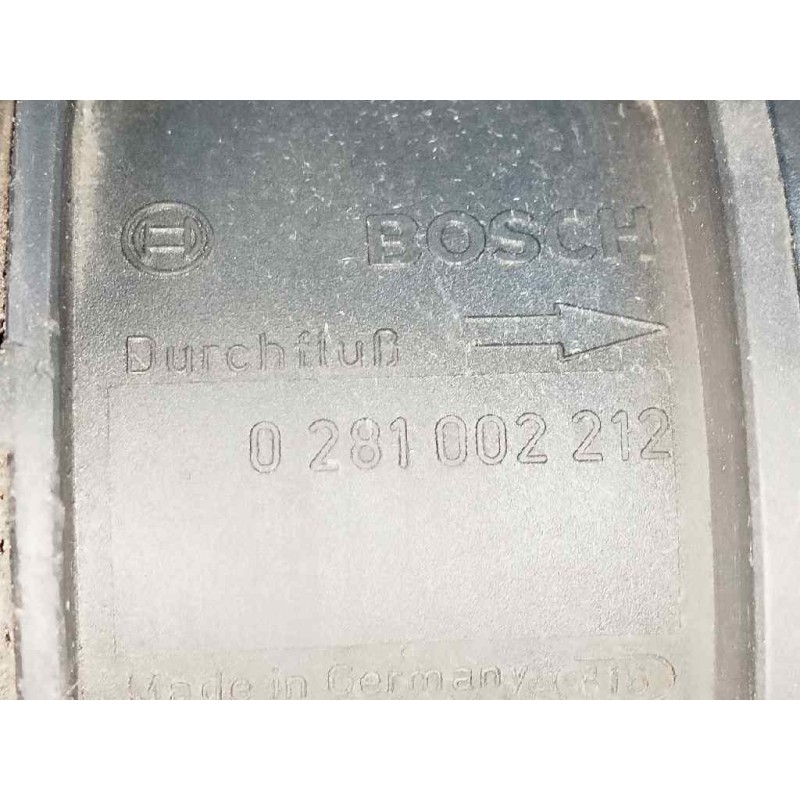 BOSCH
Durchfluß
0 281 002 212
Made in Germany